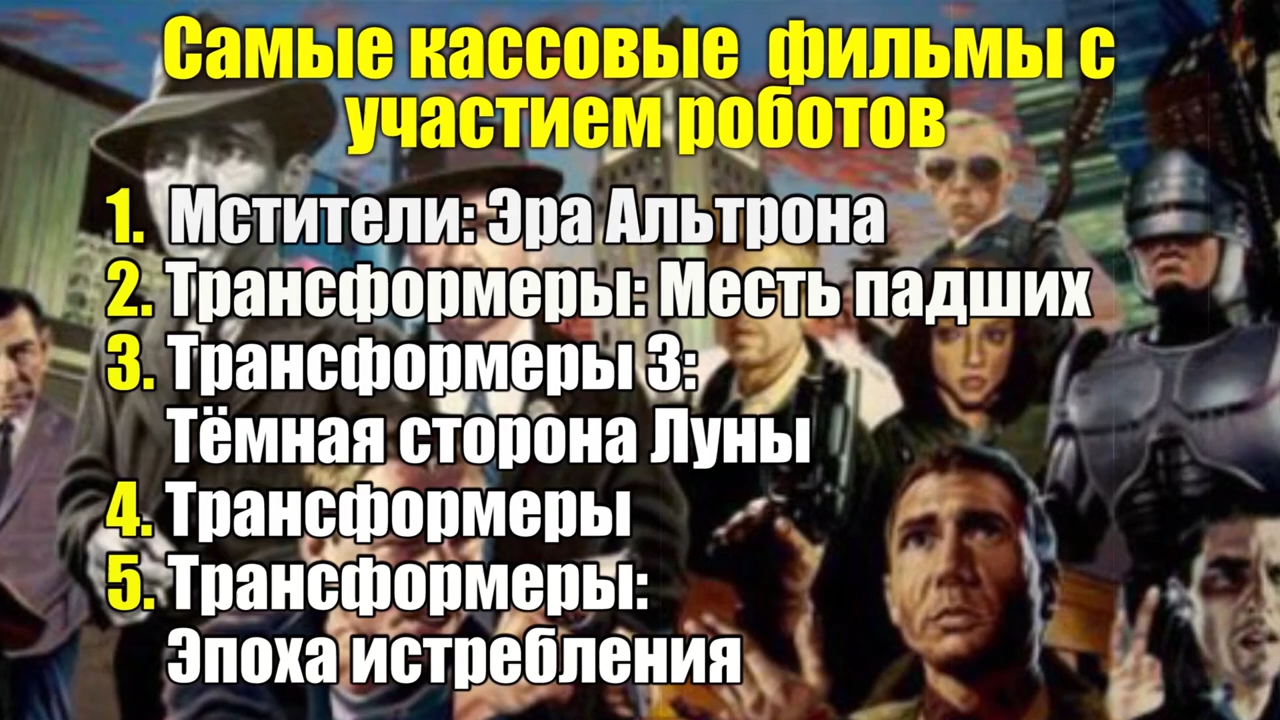 Самые кассовые фильмы с
участием роботов
1. Мстители: Эра Альтрона
2. Трансформеры: Месть падших
3. Трансформеры 3:
Тёмная сторона Луны
4. Трансформеры
5. Трансформеры:
Эпоха истребления